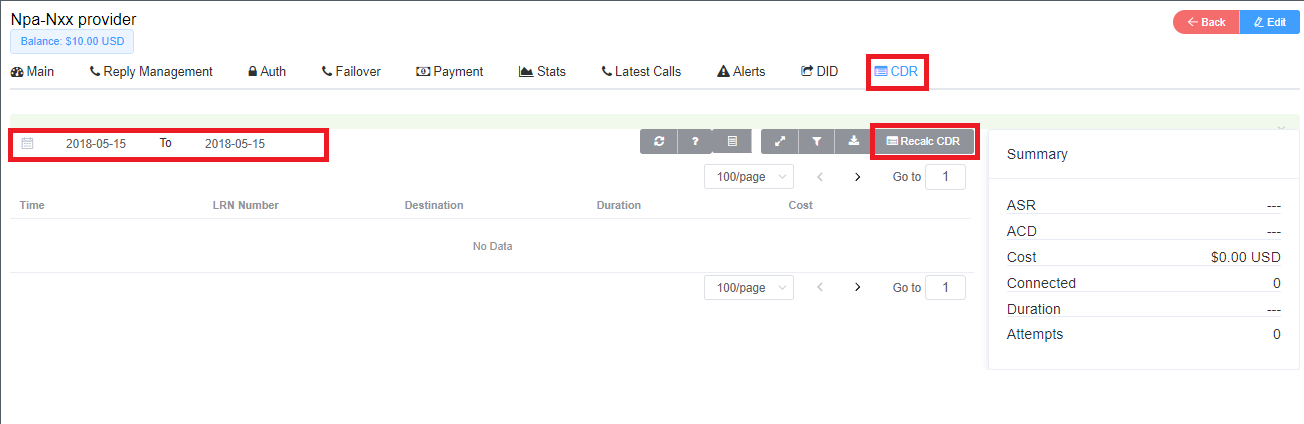 Npa-Nxx provider
Back Edit
Balance: $10.00 USD
Main Reply Management Auth Failover Payment Stats Latest Calls Alerts DID CDR
2018-05-15 To 2018-05-15 ? Recalc CDR
100/page Go to 1
Time LRN Number Destination Duration Cost
No Data
100/page Go to 1
Summary
ASR ---
ACD ---
Cost $0.00 USD
Connected 0
Duration ---
Attempts 0